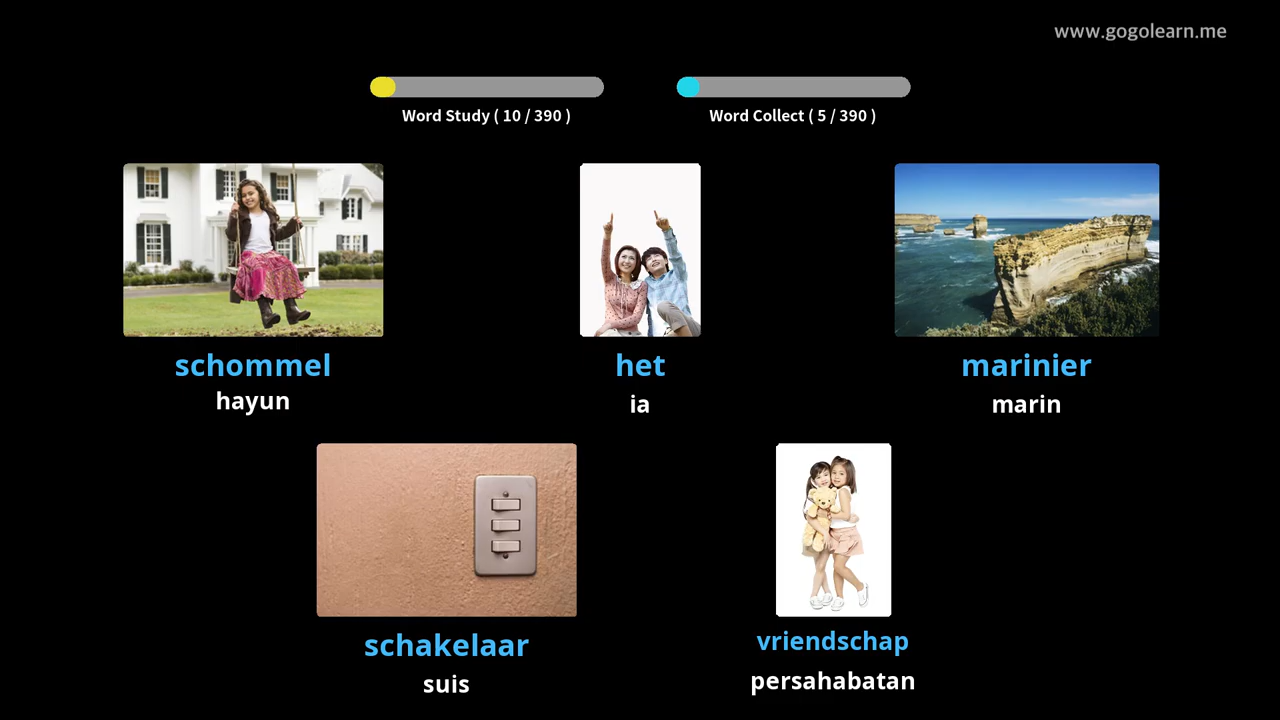 www.gogolearn.me
Word Study ( 10 / 390 )
Word Collect ( 5 / 390 )
schommel
hayun
het
ia
marinier
marin
schakelaar
suis
vriendschap
persahabatan